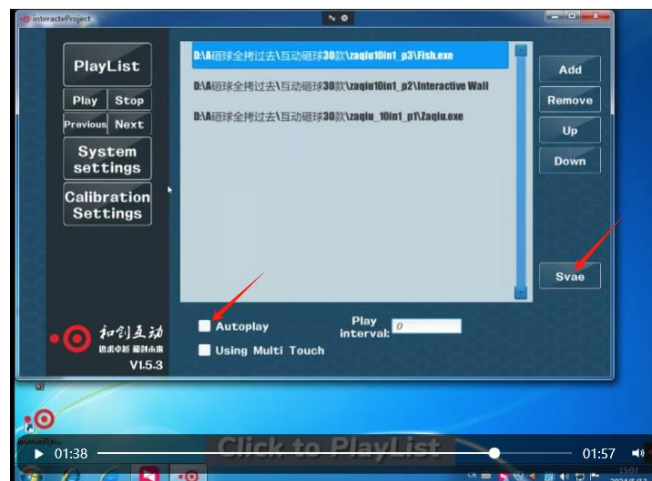 interacteProject
PlayList
Play Stop
Previous Next
System
settings
Calibration
Settings
D:\A砸球全拷过去\互动砸球30款\zaqiu10in1_p3\Fish.exe
D:\A砸球全拷过去\互动砸球30款\zaqiu10in1_p2\Interactive Wall
D:\A砸球全拷过去\互动砸球30款\zaqiu_10in1_p1\Zaqiu.exe
Add
Remove
Up
Down
Svae
Autoplay
Play
interval: 0
Using Multi Touch
和创互动
V1.5.3
Click to PlayList
01:38
01:57
15:07